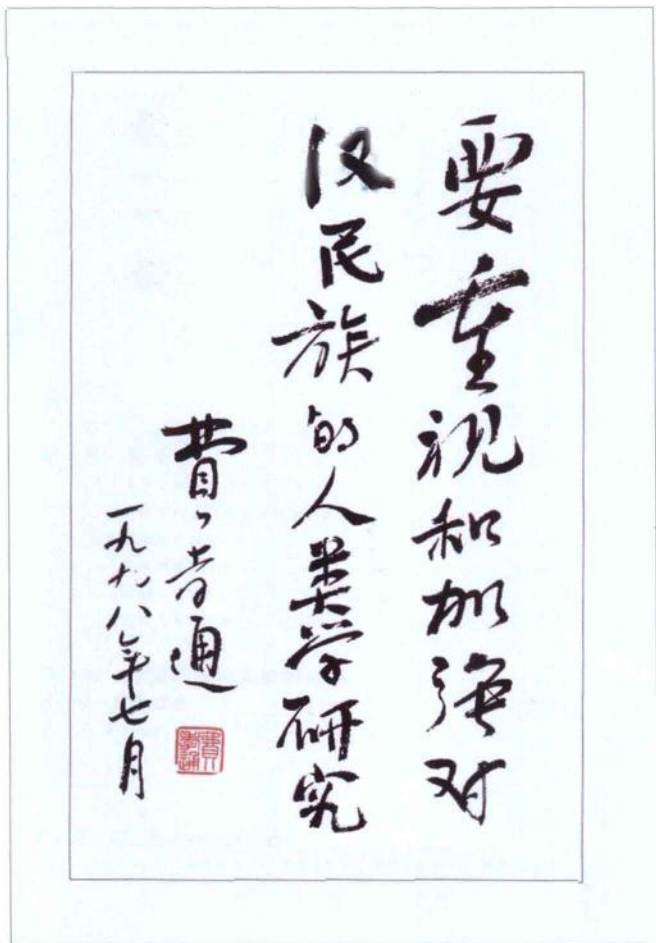 要重视和加强对
汉民族的人类学研究
費孝通
一九九八年七月